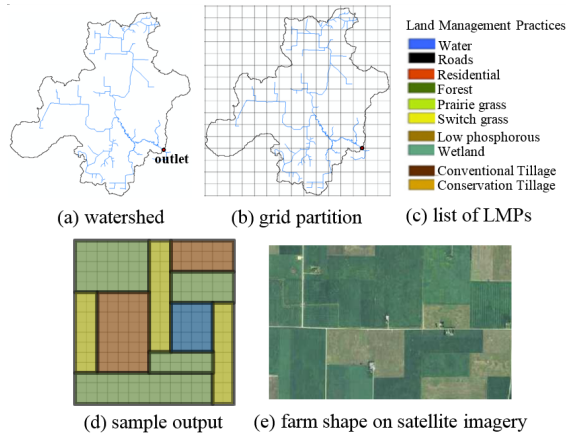 Land Management Practices
Water
Roads
Residential
Forest
Prairie grass
Switch grass
Low phosphorous
Wetland
Conventional Tillage
Conservation Tillage
outlet
(a) watershed
(b) grid partition
(c) list of LMPs
(d) sample output
(e) farm shape on satellite imagery